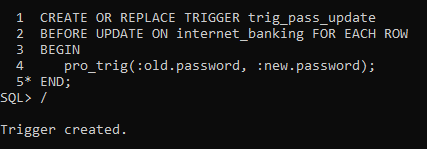 1  CREATE OR REPLACE TRIGGER trig_pass_update
2  BEFORE UPDATE ON internet_banking FOR EACH ROW
3  BEGIN
4     pro_trig(:old.password, :new.password);
5* END;
SQL> /
Trigger created.